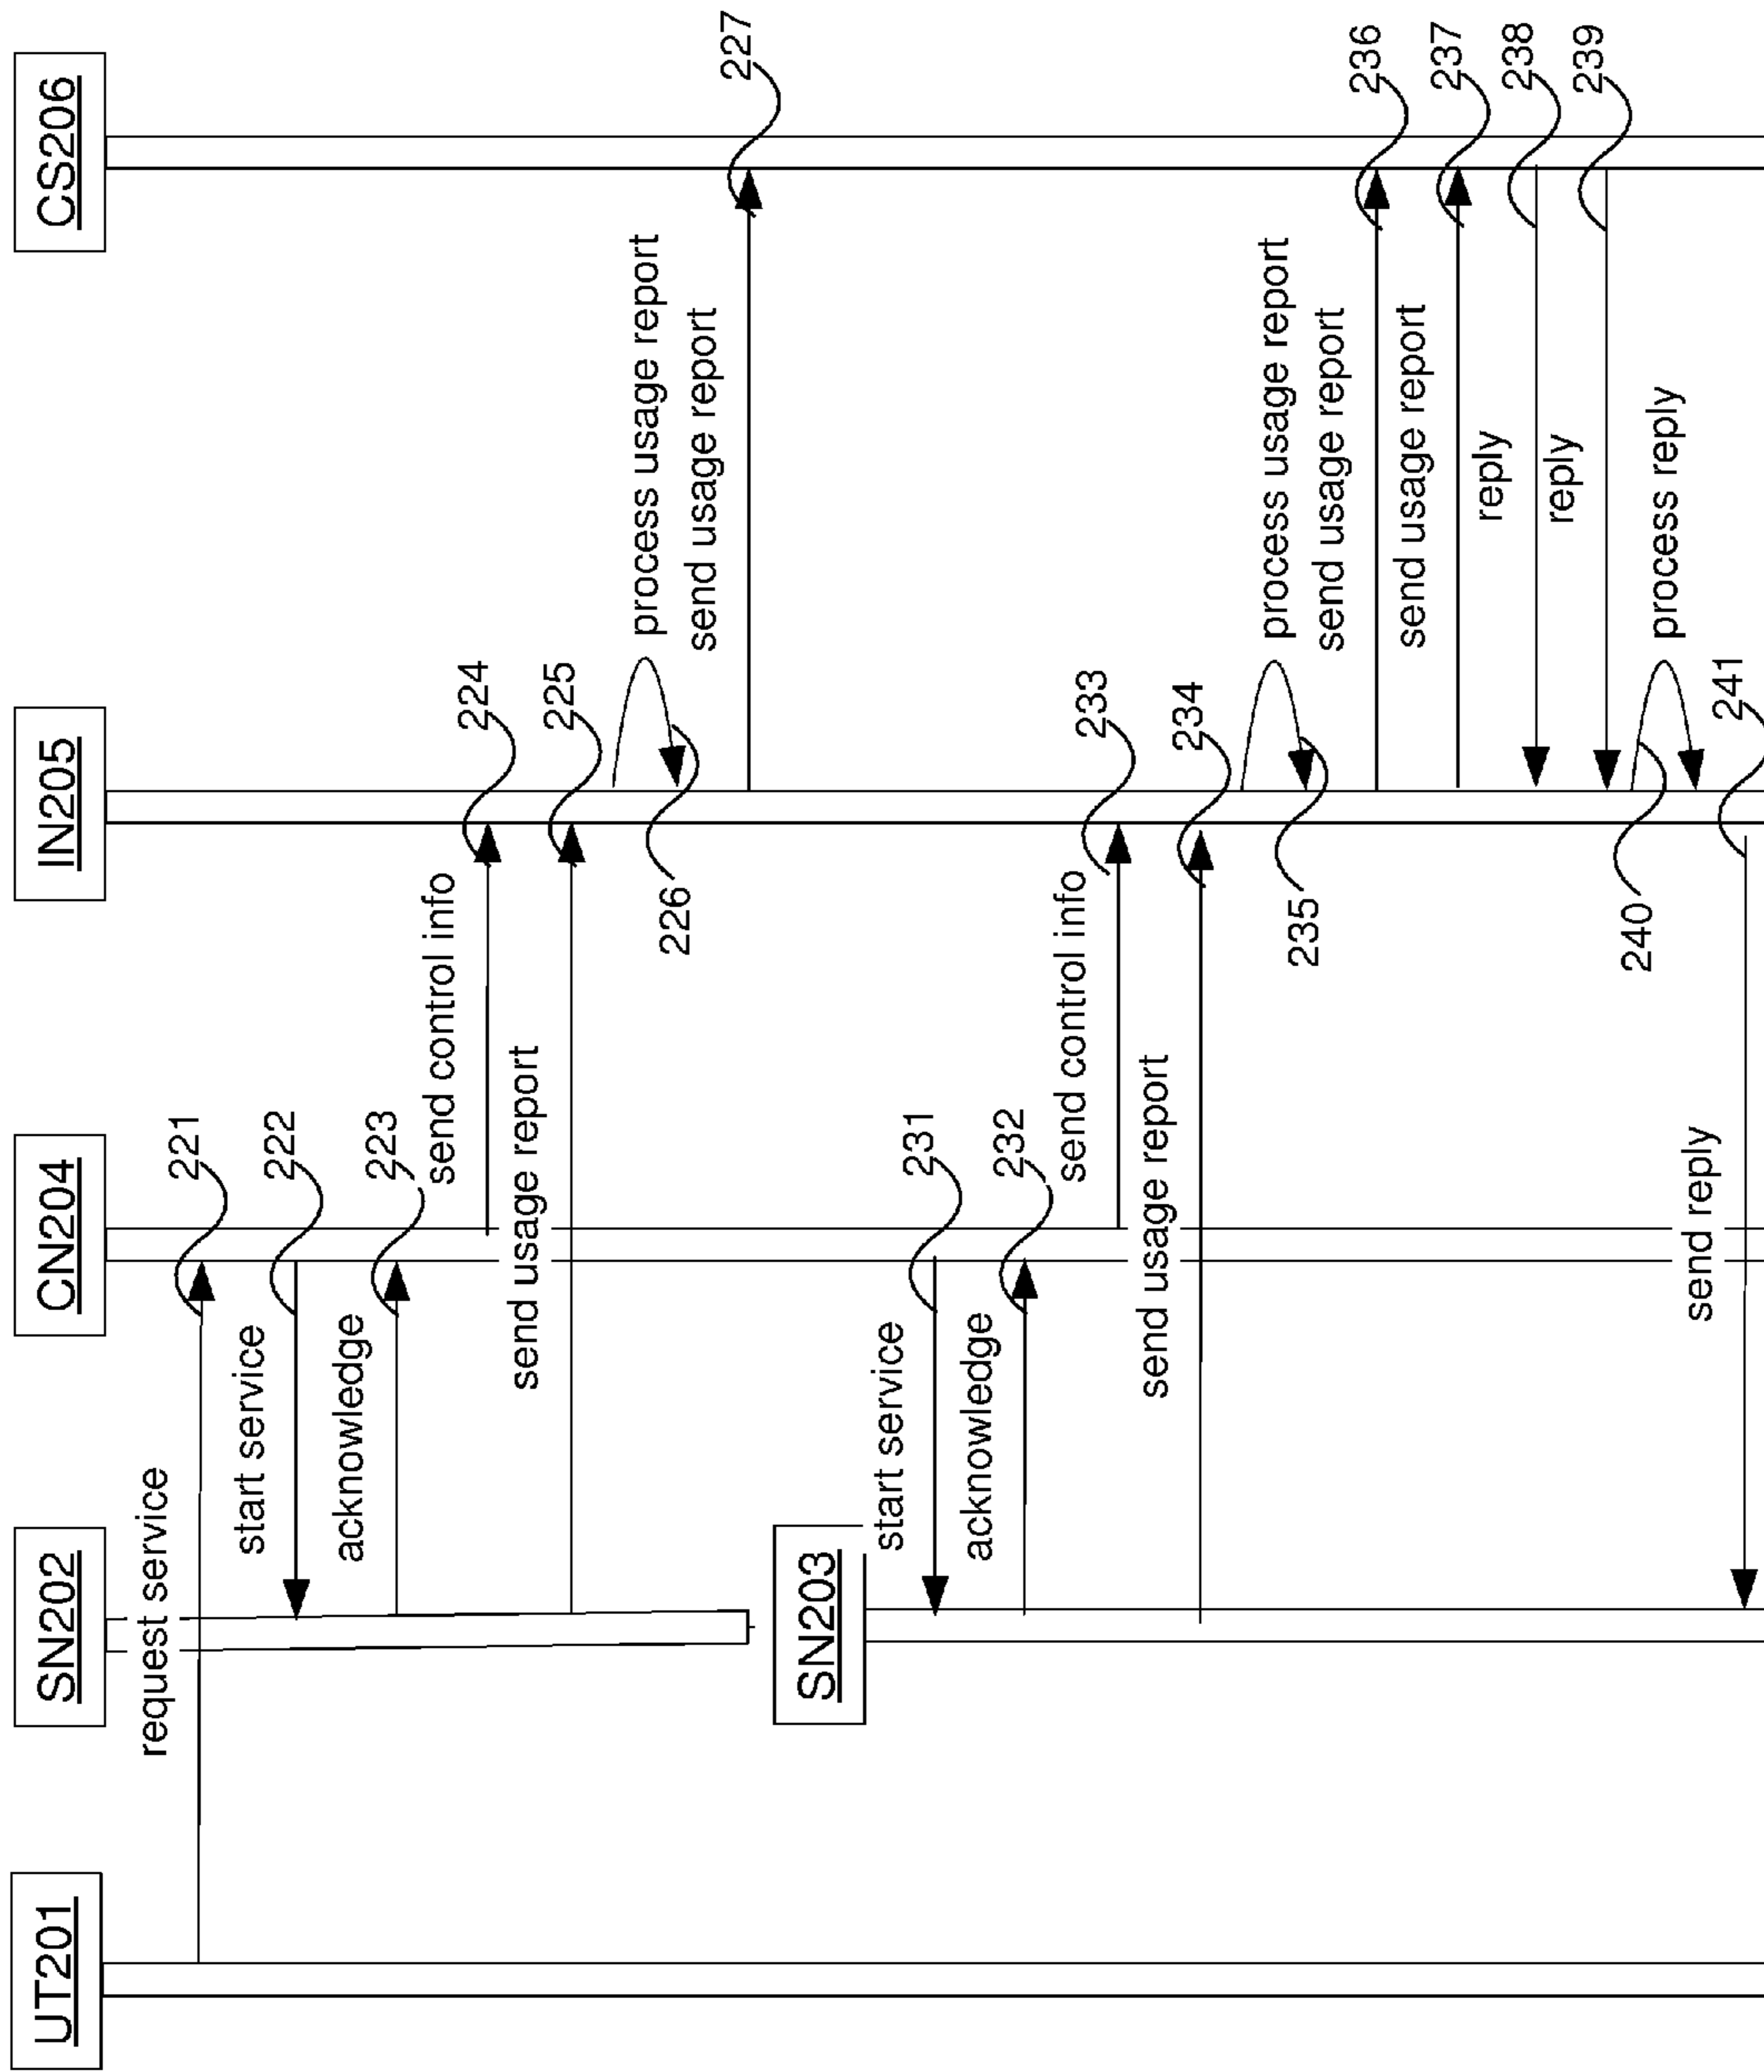 UT201
SN202
CN204
IN205
CS206
request service
221
start service
222
acknowledge
223
send control info
224
send usage report
225
process usage report
226
send usage report
227
SN203
start service
231
acknowledge
232
send control info
233
send usage report
234
process usage report
235
send usage report
236
send usage report
237
reply
238
reply
239
process reply
240
send reply
241